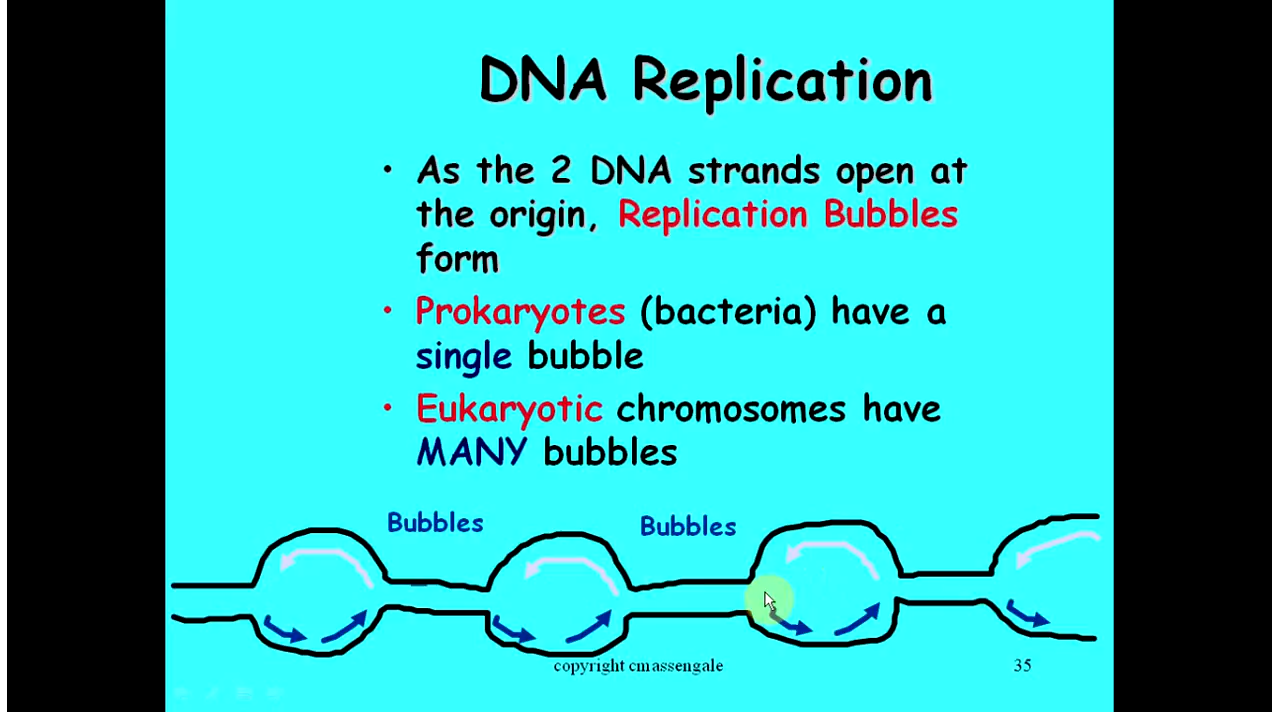 DNA Replication
• As the 2 DNA strands open at
the origin, Replication Bubbles
form
• Prokaryotes (bacteria) have a
single bubble
• Eukaryotic chromosomes have
MANY bubbles
Bubbles
Bubbles
copyright cmassengale
35